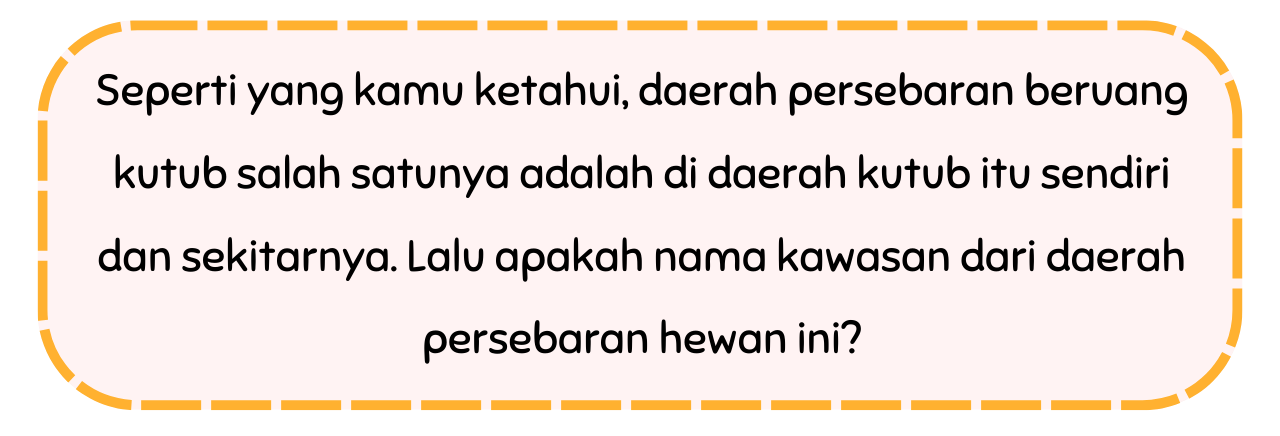 Seperti yang kamu ketahui, daerah persebaran beruang
kutub salah satunya adalah di daerah kutub itu sendiri
dan sekitarnya. Lalu apakah nama kawasan dari daerah
persebaran hewan ini?